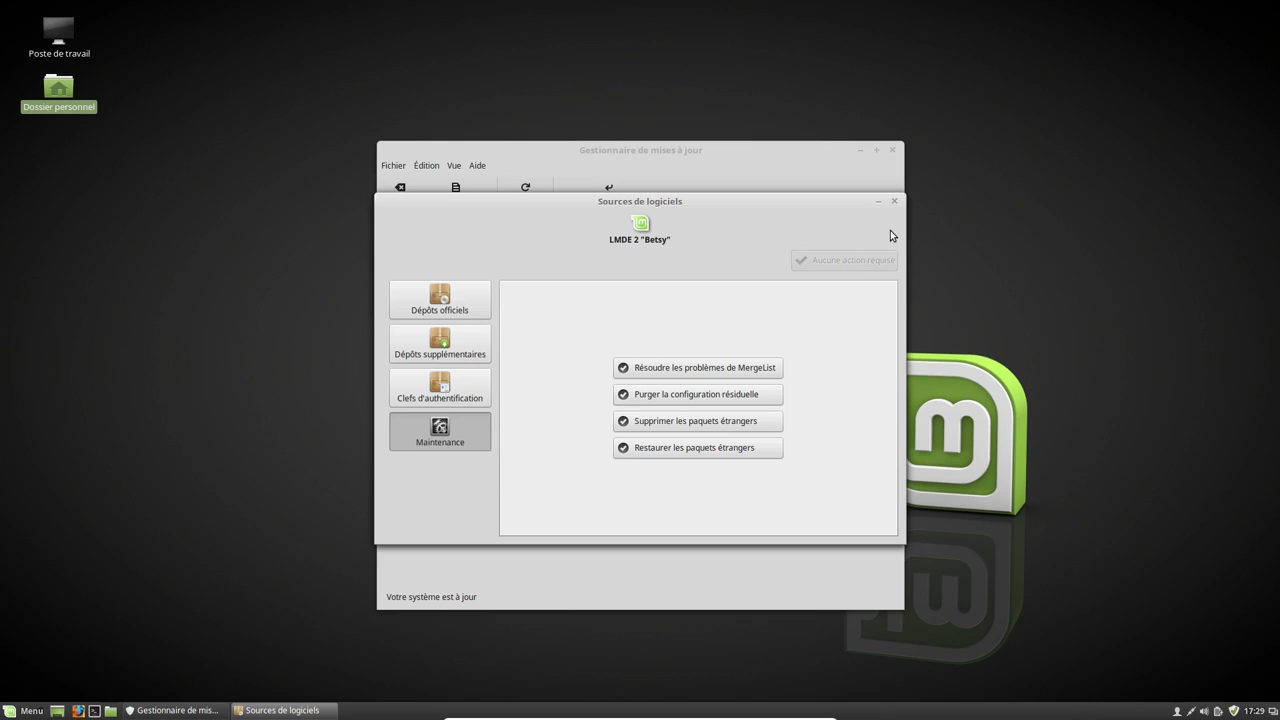 Poste de travail
Dossier personnel
Gestionnaire de mises à jour
Fichier Édition Vue Aide
Sources de logiciels
LMDE 2 "Betsy"
Aucune action requise
Dépôts officiels
Dépôts supplémentaires
Clefs d'authentification
Maintenance
Résoudre les problèmes de MergeList
Purger la configuration résiduelle
Supprimer les paquets étrangers
Restaurer les paquets étrangers
Votre système est à jour
Menu Gestionnaire de mis... Sources de logiciels 17:29